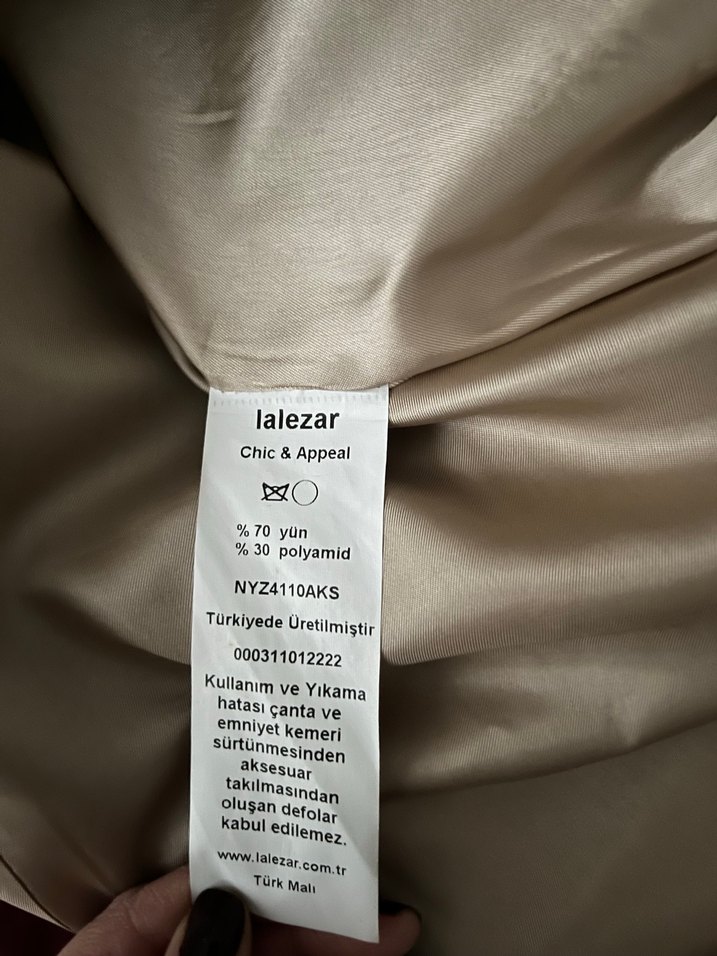 lalezar
Chic & Appeal
% 70 yün
% 30 polyamid
NYZ4110AKS
Türkiyede Üretilmiştir
000311012222
Kullanım ve Yıkama
hatası çanta ve
emniyet kemeri
sürtünmesinden
aksesuar
takılmasından
oluşan defolar
kabul edilemez.
www.lalezar.com.tr
Türk Malı